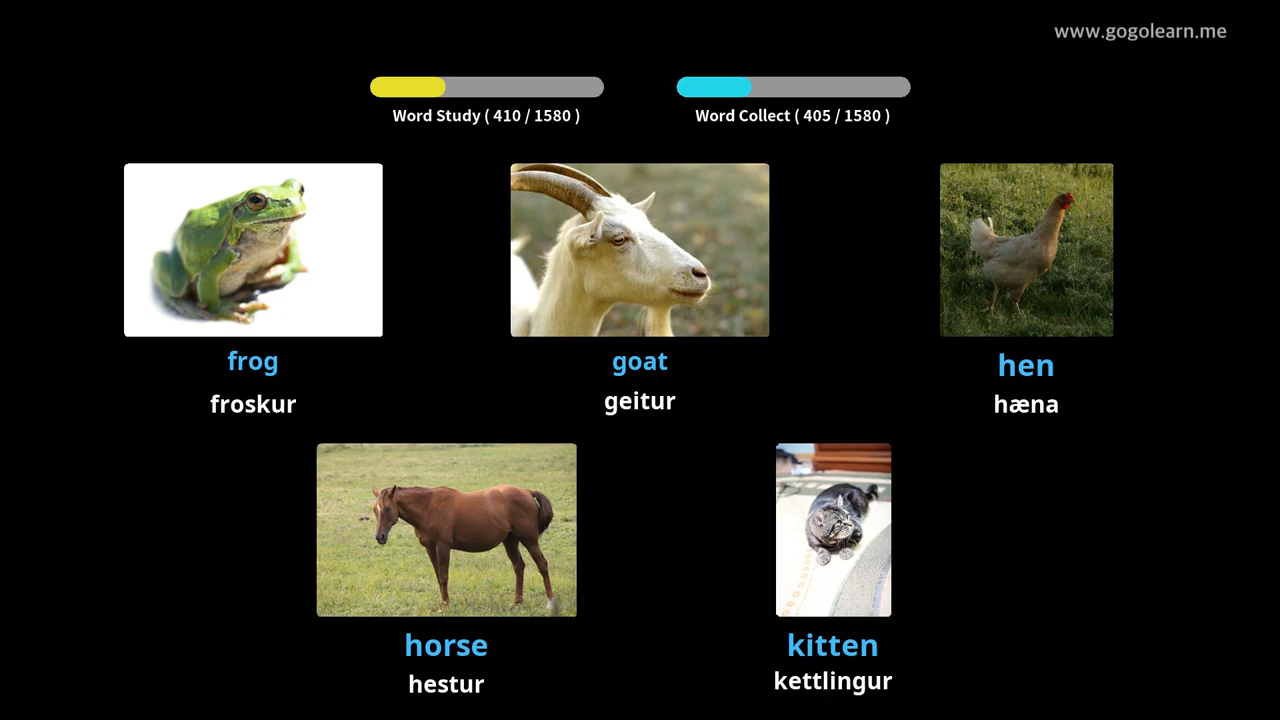 www.gogolearn.me
Word Study ( 410 / 1580 )
Word Collect ( 405 / 1580 )
frog
froskur
goat
geitur
hen
hæna
horse
hestur
kitten
kettlingur